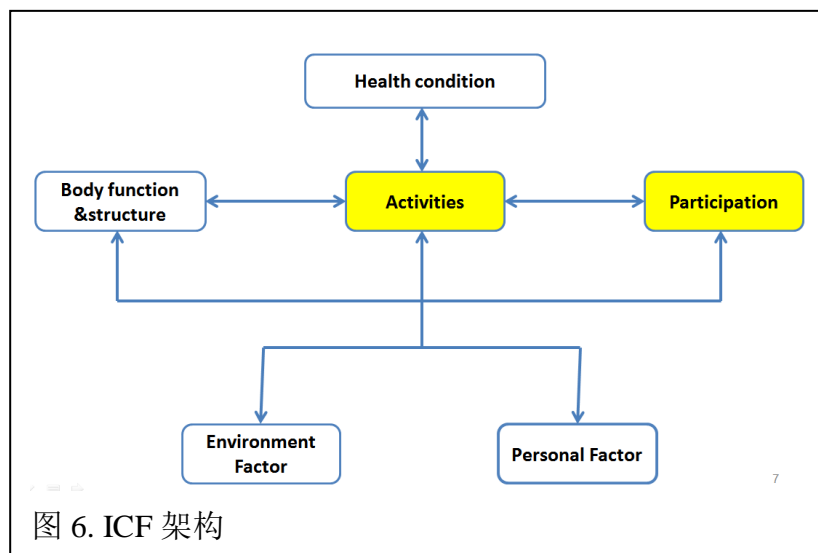 Health condition
Body function
&structure
Activities
Participation
Environment
Factor
Personal Factor
7
图 6. ICF 架构